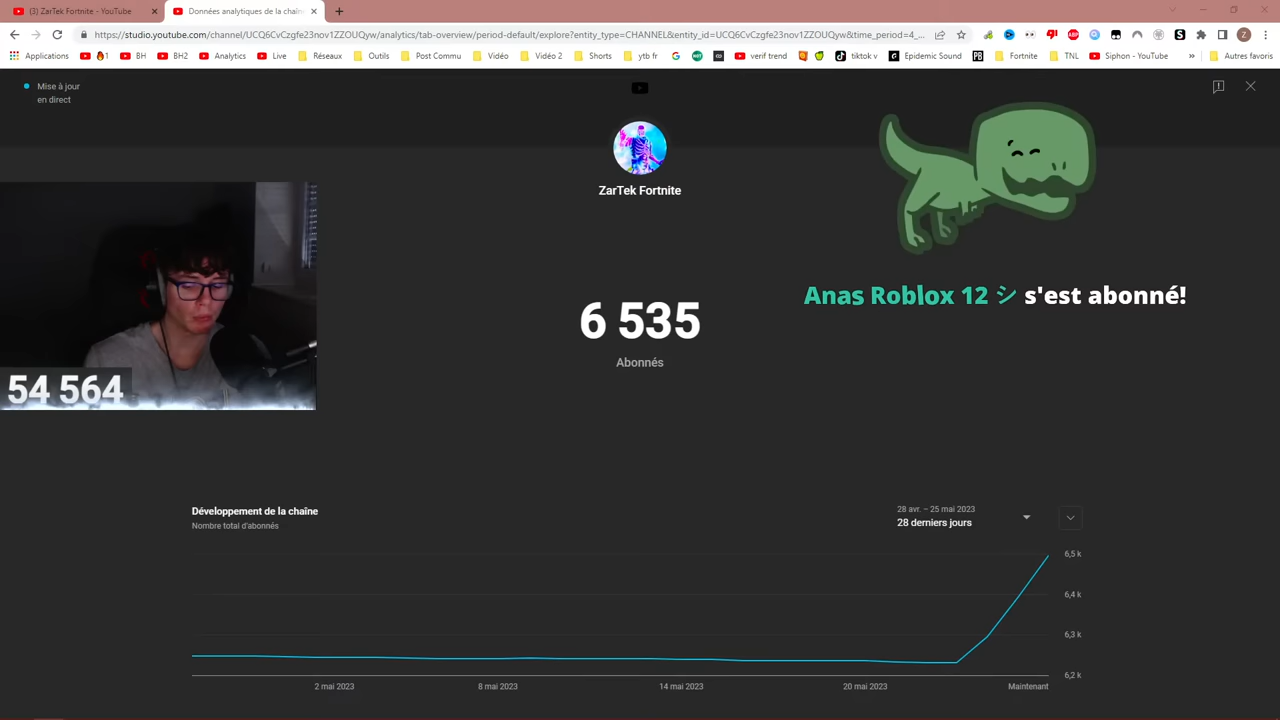 (3) ZarTek Fortnite - YouTube
Données analytiques de la chaîn
https://studio.youtube.com/channel/UCQ6CvCzgfe23nov1ZZOUQyw/analytics/tab-overview/period-default/explore?entity_type=CHANNEL&entity_id=UCQ6CvCzgfe23nov1ZZOUQyw&time_period=4_...
Applications 1 BH BH2 Analytics Live Réseaux Outils Post Commu Vidéo Vidéo 2 Shorts ytb fr verif trend tiktok v Epidemic Sound Fortnite TNL Siphon - YouTube » Autres favoris
Mise à jour
en direct
ZarTek Fortnite
6 535
Abonnés
Anas Roblox 12 シ s'est abonné!
54 564
Développement de la chaîne
Nombre total d'abonnés
28 avr. – 25 mai 2023
28 derniers jours
6,5 k
6,4 k
6,3 k
6,2 k
2 mai 2023 8 mai 2023 14 mai 2023 20 mai 2023 Maintenant